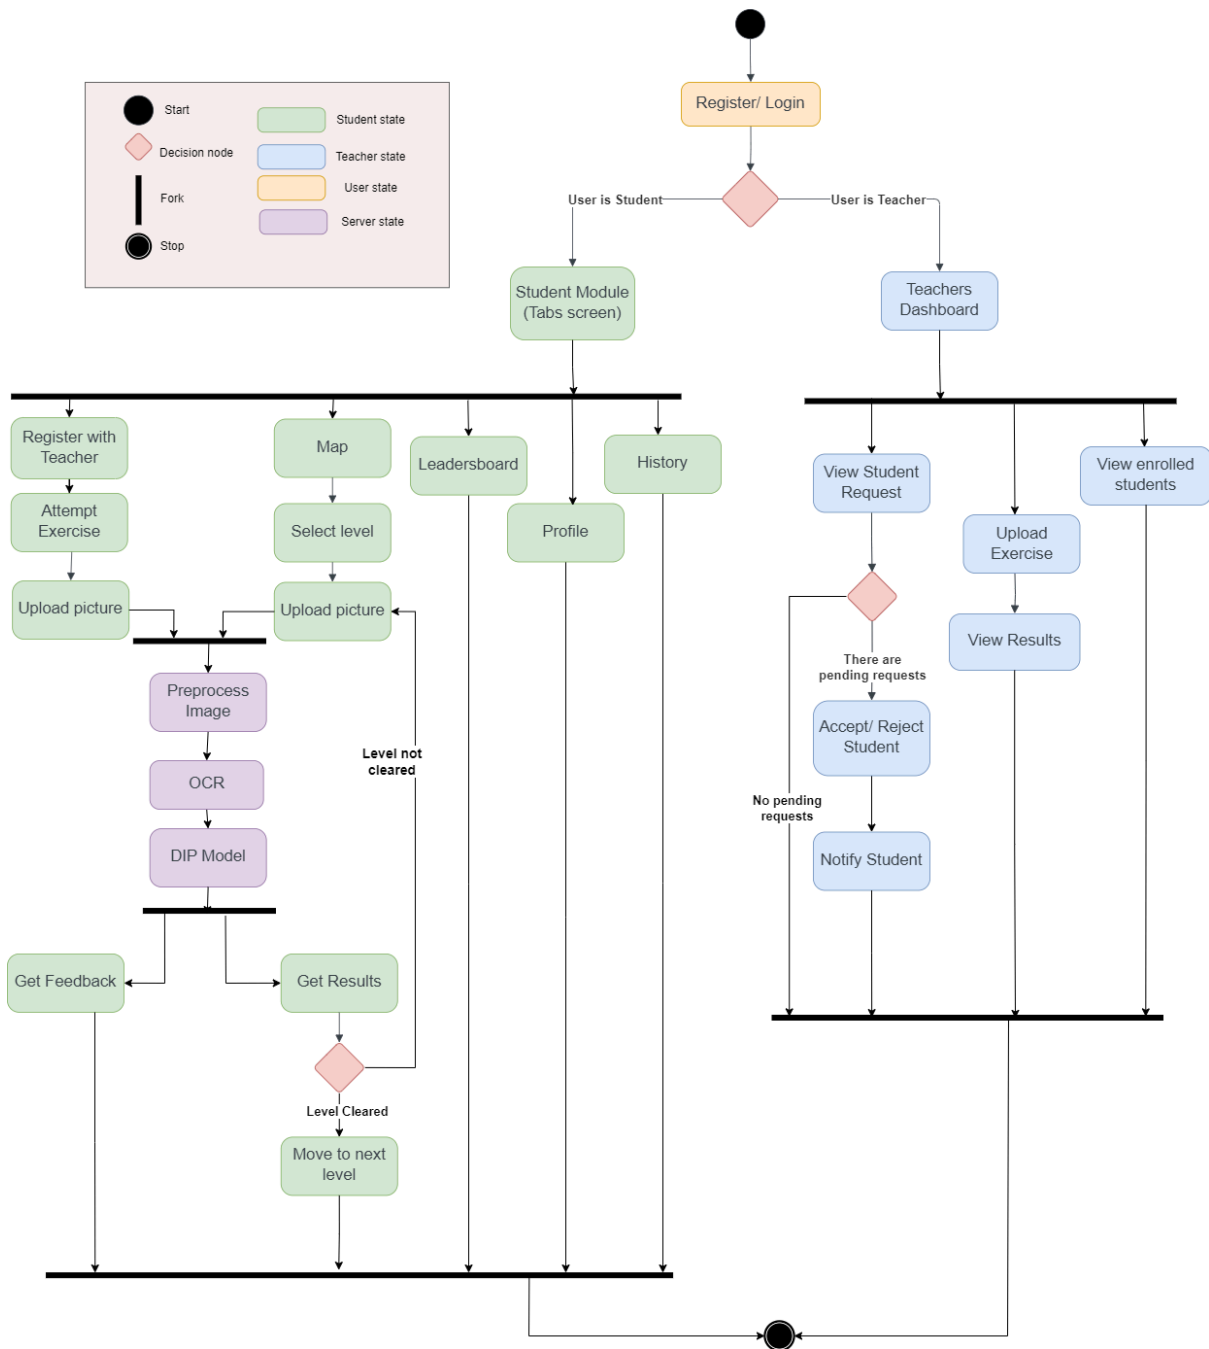 Register/ Login
Start
Decision node
Fork
Stop
Student state
Teacher state
User state
Server state
User is Student
User is Teacher
Student Module
(Tabs screen)
Teachers
Dashboard
Register with
Teacher
Map
Leadersboard
History
Attempt
Exercise
Select level
Profile
Upload picture
Upload picture
Preprocess
Image
OCR
DIP Model
Level not
cleared
Get Feedback
Get Results
Level Cleared
Move to next
level
View Student
Request
View enrolled
students
Upload
Exercise
View Results
There are
pending requests
Accept/ Reject
Student
No pending
requests
Notify Student